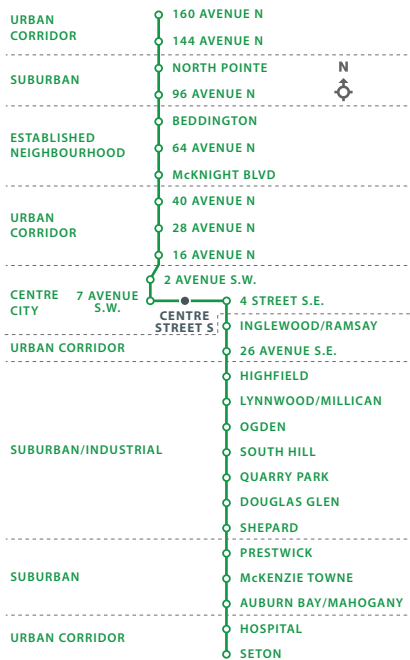 160 AVENUE N
URBAN
CORRIDOR
144 AVENUE N
NORTH POINTE
N
SUBURBAN
96 AVENUE N
BEDDINGTON
ESTABLISHED
NEIGHBOURHOOD
64 AVENUE N
McKNIGHT BLVD
40 AVENUE N
URBAN
CORRIDOR
28 AVENUE N
16 AVENUE N
2 AVENUE S.W.
CENTRE
CITY
7 AVENUE
S.W.
4 STREET S.E.
CENTRE
STREET S
INGLEWOOD/RAMSAY
URBAN CORRIDOR
26 AVENUE S.E.
HIGHFIELD
LYNNWOOD/MILLICAN
OGDEN
SUBURBAN/INDUSTRIAL
SOUTH HILL
QUARRY PARK
DOUGLAS GLEN
SHEPARD
PRESTWICK
SUBURBAN
McKENZIE TOWNE
AUBURN BAY/MAHOGANY
HOSPITAL
URBAN CORRIDOR
SETON